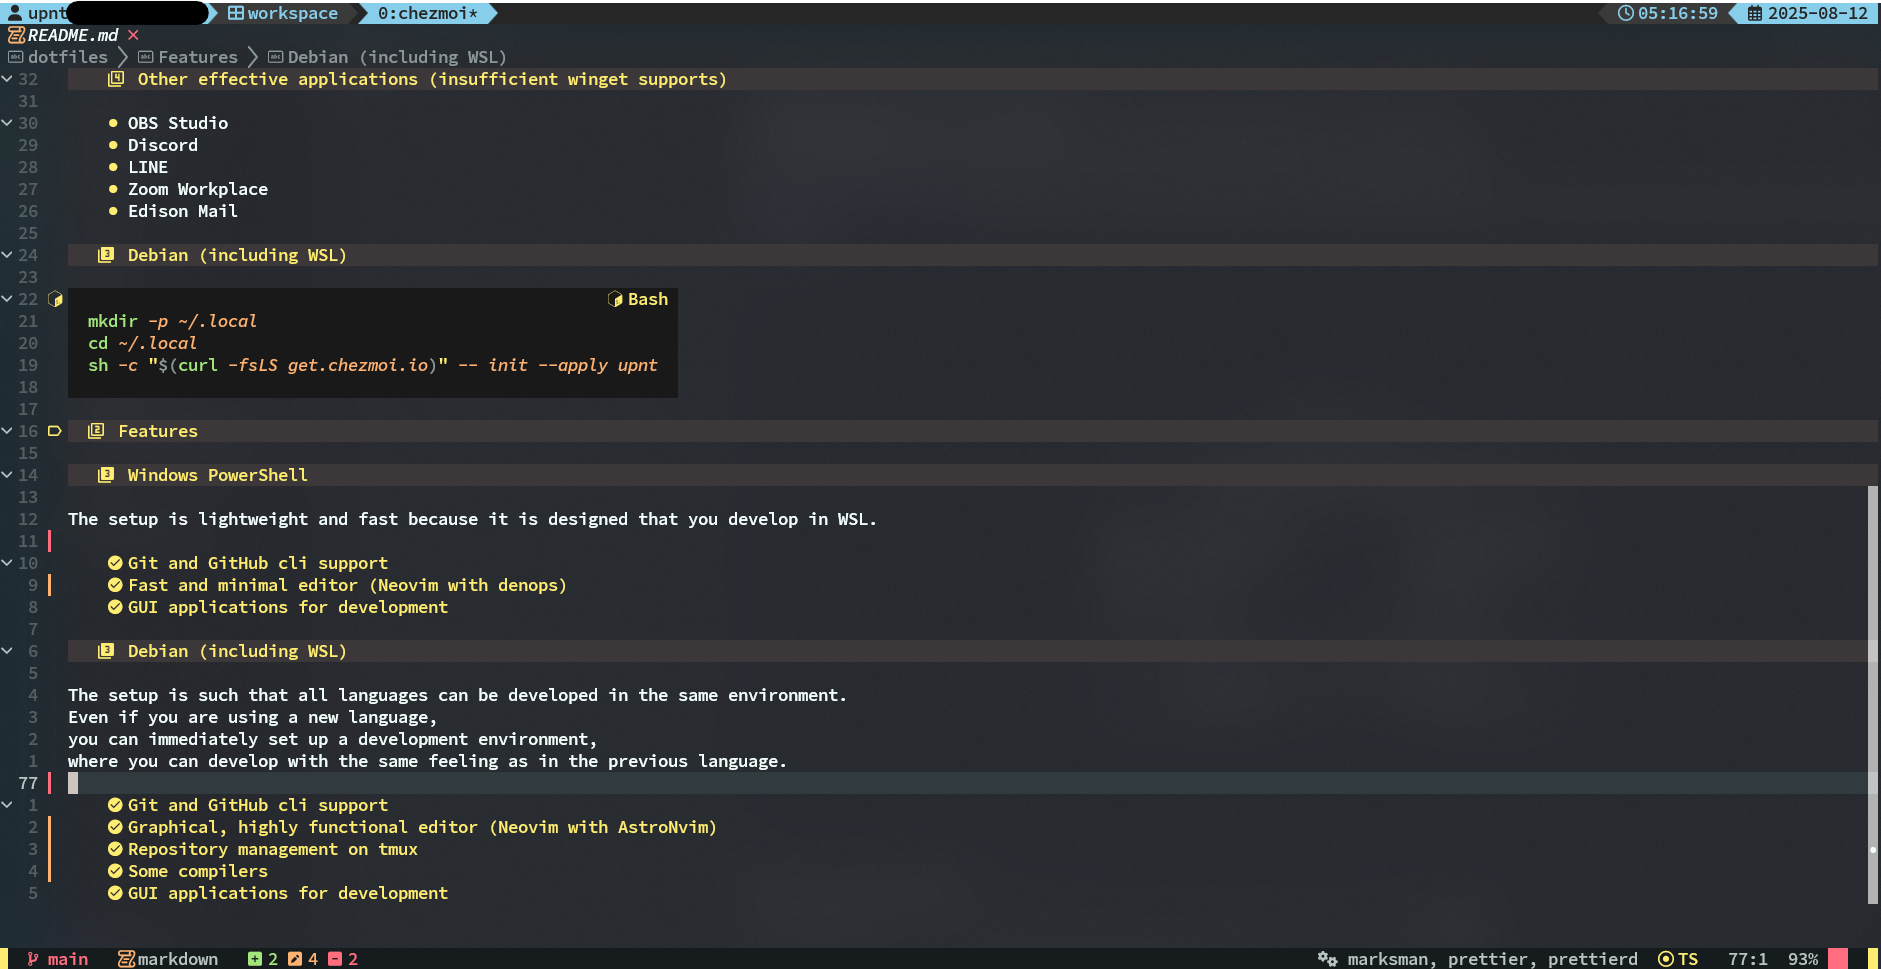 upnt workspace 0:chezmoi* 05:16:59 2025-08-12
README.md ×
dotfiles Features Debian (including WSL)
32 4 Other effective applications (insufficient winget supports)
31
30 • OBS Studio
29 • Discord
28 • LINE
27 • Zoom Workplace
26 • Edison Mail
25
24 3 Debian (including WSL)
23
22 Bash
21 mkdir -p ~/.local
20 cd ~/.local
19 sh -c "$(curl -fsLS get.chezmoi.io)" -- init --apply upnt
18
17
16 2 Features
15
14 3 Windows PowerShell
13
12 The setup is lightweight and fast because it is designed that you develop in WSL.
11
10 Git and GitHub cli support
9 Fast and minimal editor (Neovim with denops)
8 GUI applications for development
7
6 3 Debian (including WSL)
5
4 The setup is such that all languages can be developed in the same environment.
3 Even if you are using a new language,
2 you can immediately set up a development environment,
1 where you can develop with the same feeling as in the previous language.
77
1 Git and GitHub cli support
2 Graphical, highly functional editor (Neovim with AstroNvim)
3 Repository management on tmux
4 Some compilers
5 GUI applications for development
main markdown + 2 4 - 2 marksman, prettier, prettierd TS 77:1 93%